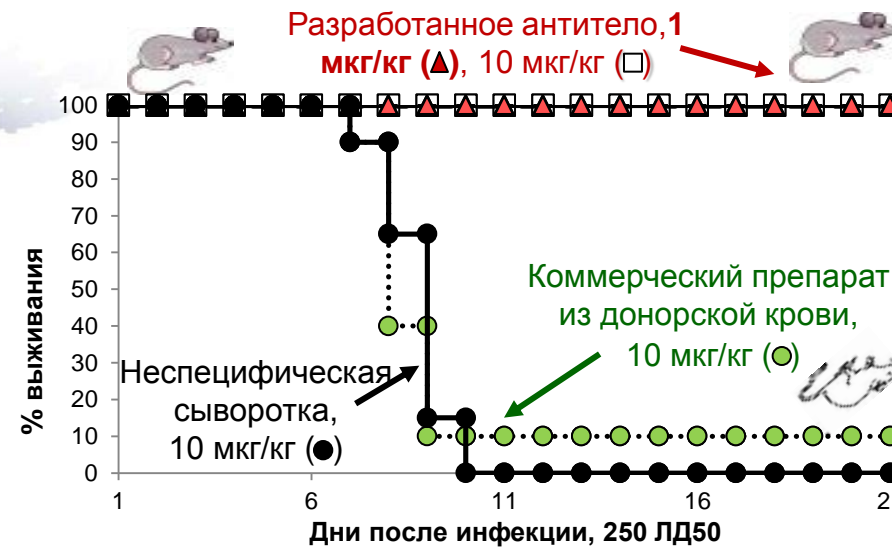 Разработанное антитело,1
мкг/кг (▲), 10 мкг/кг (□)
100
90
80
70
60
50
40
30
20
10
0
% выживания
Коммерческий препарат
из донорской крови,
10 мкг/кг (●)
Неспецифическая
сыворотка,
10 мкг/кг (●)
1
6
11
16
2
Дни после инфекции, 250 ЛД50